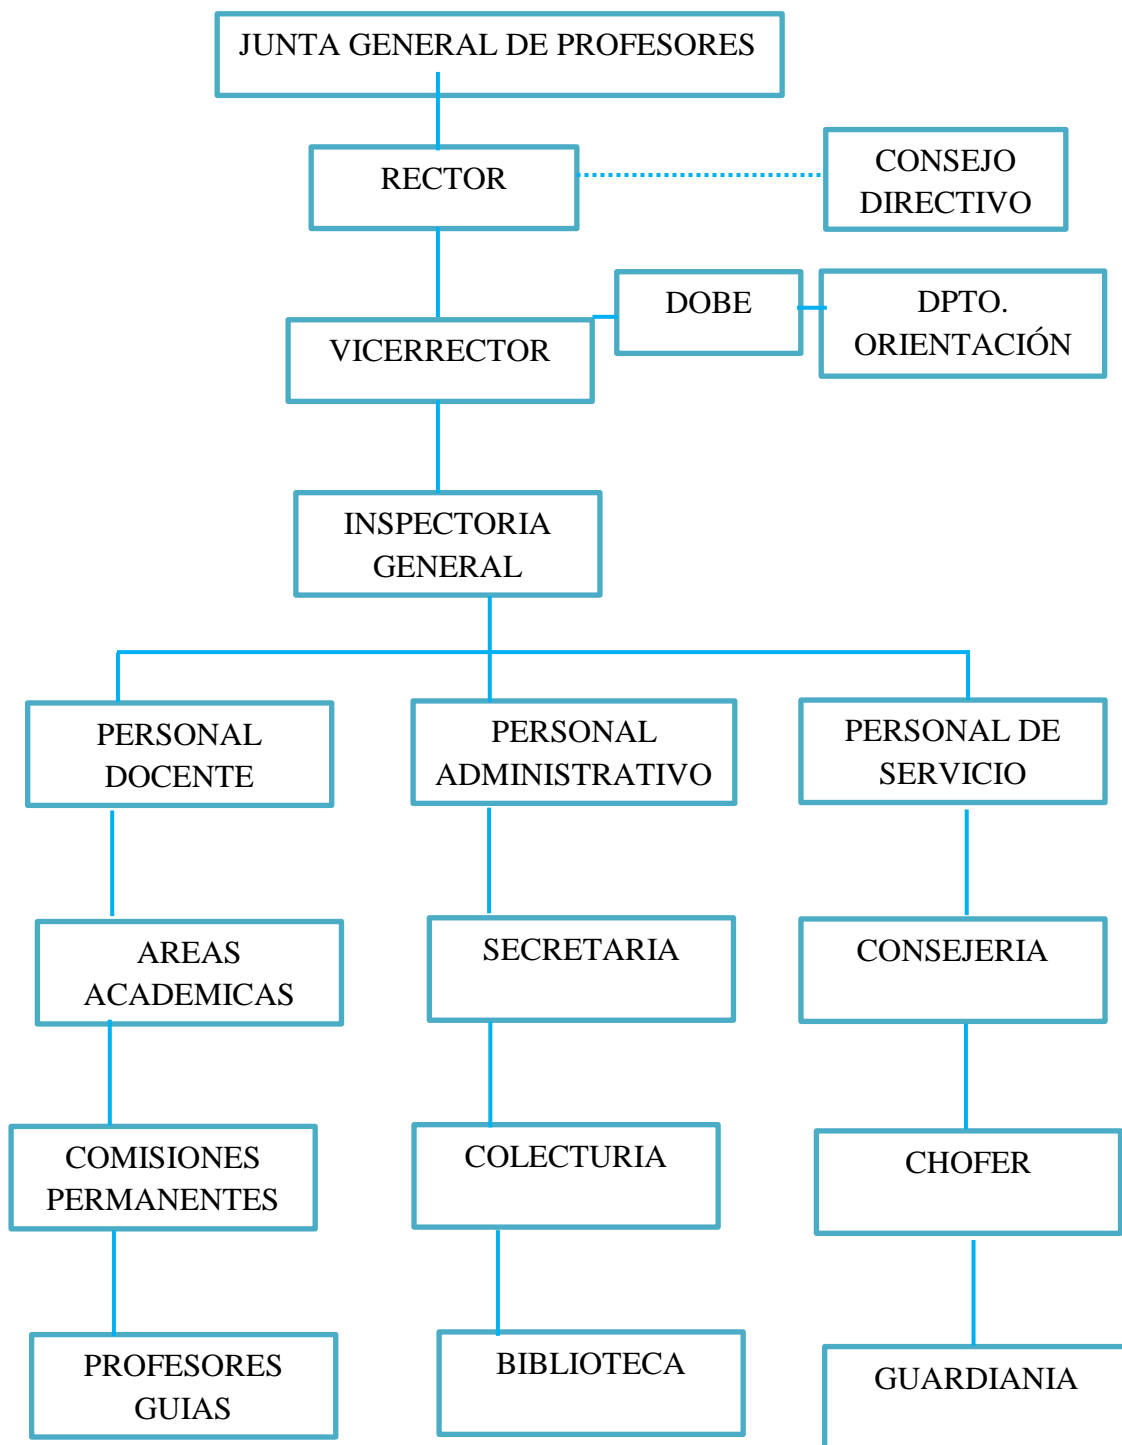 JUNTA GENERAL DE PROFESORES
RECTOR
CONSEJO
DIRECTIVO
DOBE
DPTO.
ORIENTACIÓN
VICERRECTOR
INSPECTORIA
GENERAL
PERSONAL
DOCENTE
PERSONAL
ADMINISTRATIVO
PERSONAL DE
SERVICIO
AREAS
ACADEMICAS
SECRETARIA
CONSEJERIA
COMISIONES
PERMANENTES
COLECTURIA
CHOFER
PROFESORES
GUIAS
BIBLIOTECA
GUARDIANIA